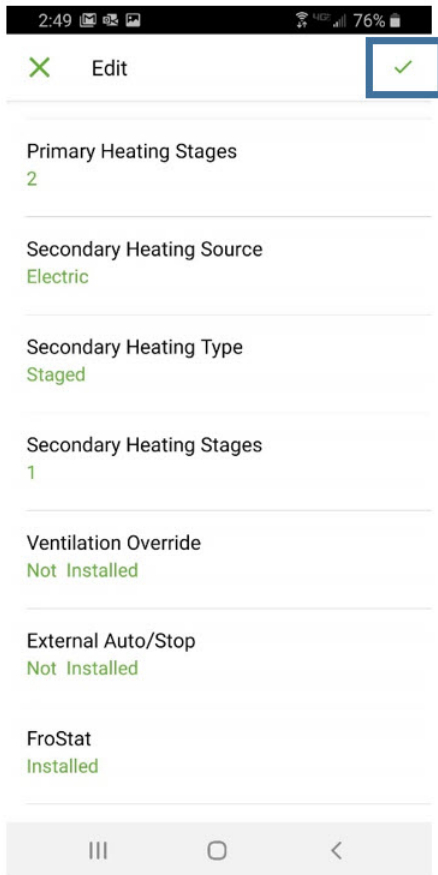 2:49
76%
Edit
Primary Heating Stages
2
Secondary Heating Source
Electric
Secondary Heating Type
Staged
Secondary Heating Stages
1
Ventilation Override
Not Installed
External Auto/Stop
Not Installed
FroStat
Installed